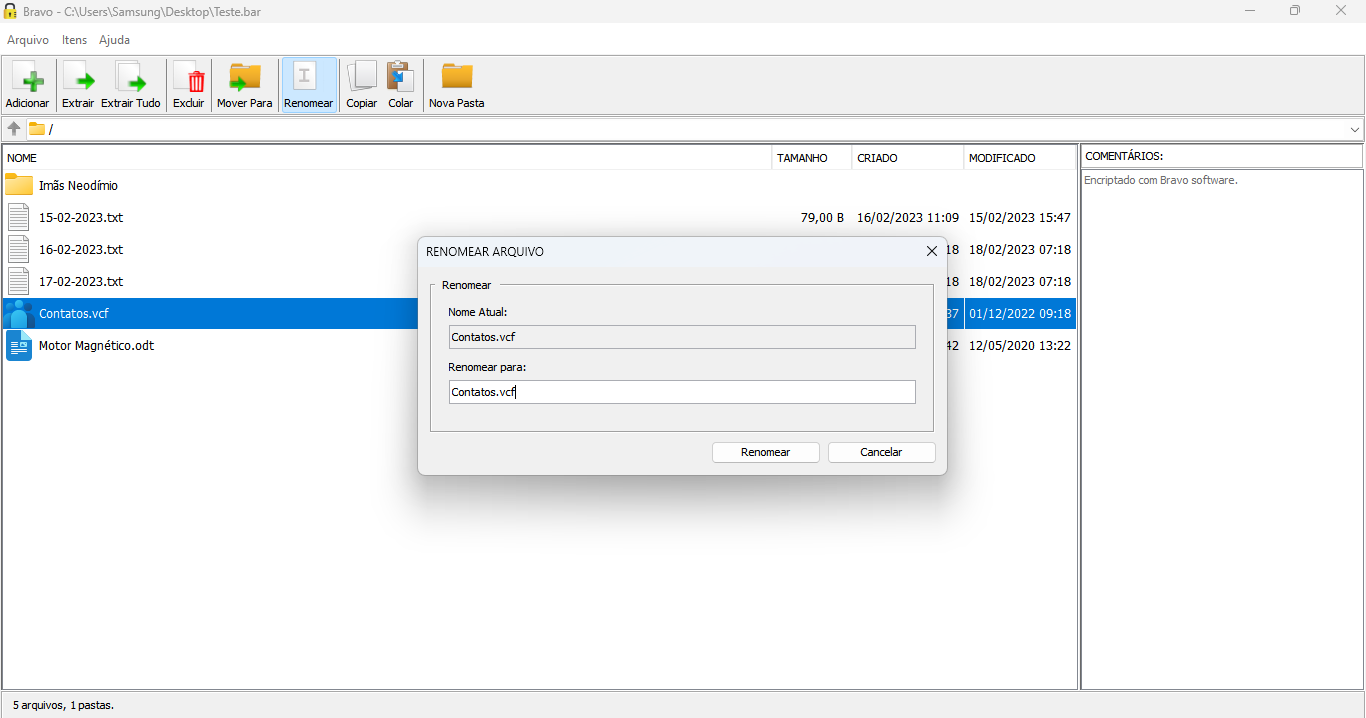 Bravo - C:\Users\Samsung\Desktop\Teste.bar
Arquivo Itens Ajuda
Adicionar Extrair Extrair Tudo Excluir Mover Para Renomear Copiar Colar Nova Pasta
/
NOME TAMANHO CRIADO MODIFICADO
Imãs Neodímio
15-02-2023.txt 79,00 B 16/02/2023 11:09 15/02/2023 15:47
16-02-2023.txt 18 18/02/2023 07:18
17-02-2023.txt 18 18/02/2023 07:18
Contatos.vcf 37 01/12/2022 09:18
Motor Magnético.odt 42 12/05/2020 13:22
RENOMEAR ARQUIVO
Renomear
Nome Atual:
Contatos.vcf
Renomear para:
Contatos.vcf
Renomear Cancelar
COMENTÁRIOS:
Encriptado com Bravo software.
5 arquivos, 1 pastas.